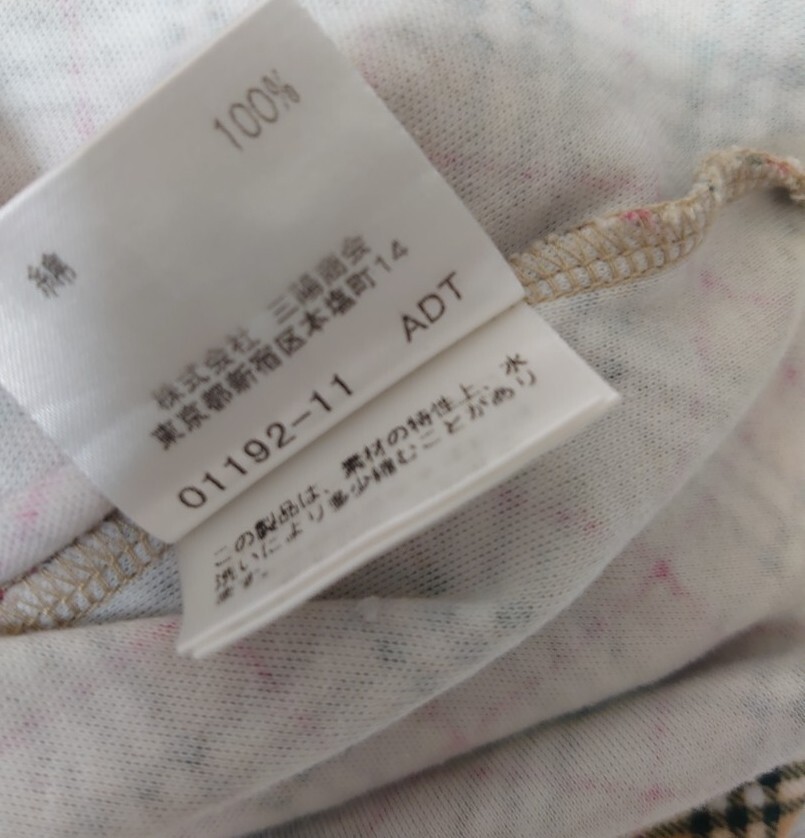 綿 100%
株式会社 三陽商会
東京都新宿区本塩町14
01192-11 ADT
この製品は、素材の特性上、水
洗いにより多少縮むことがあり
ます。